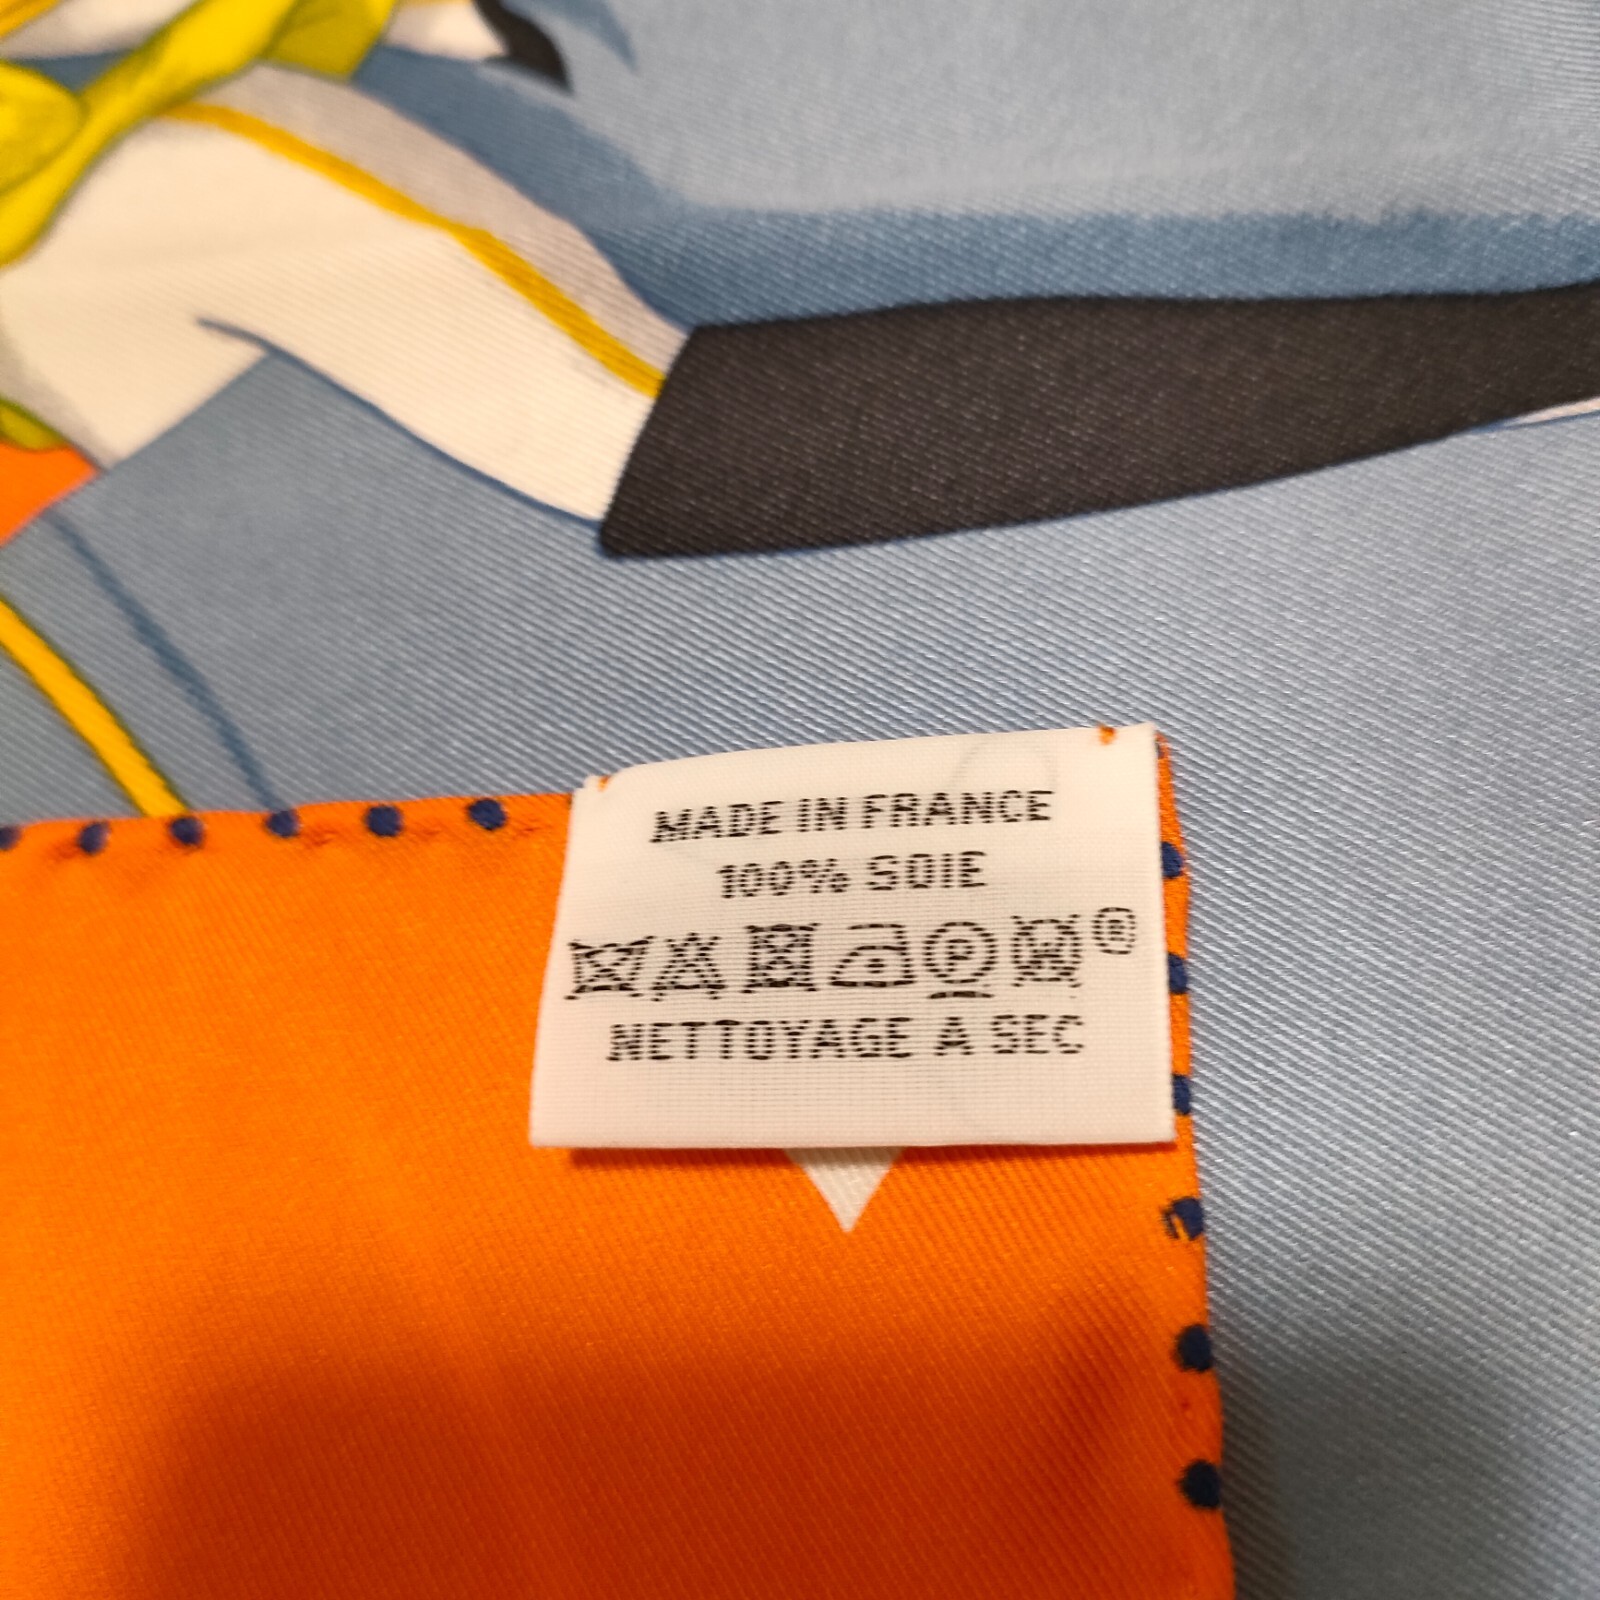 MADE IN FRANCE
100% SOIE
P W ®
NETTOYAGE A SEC